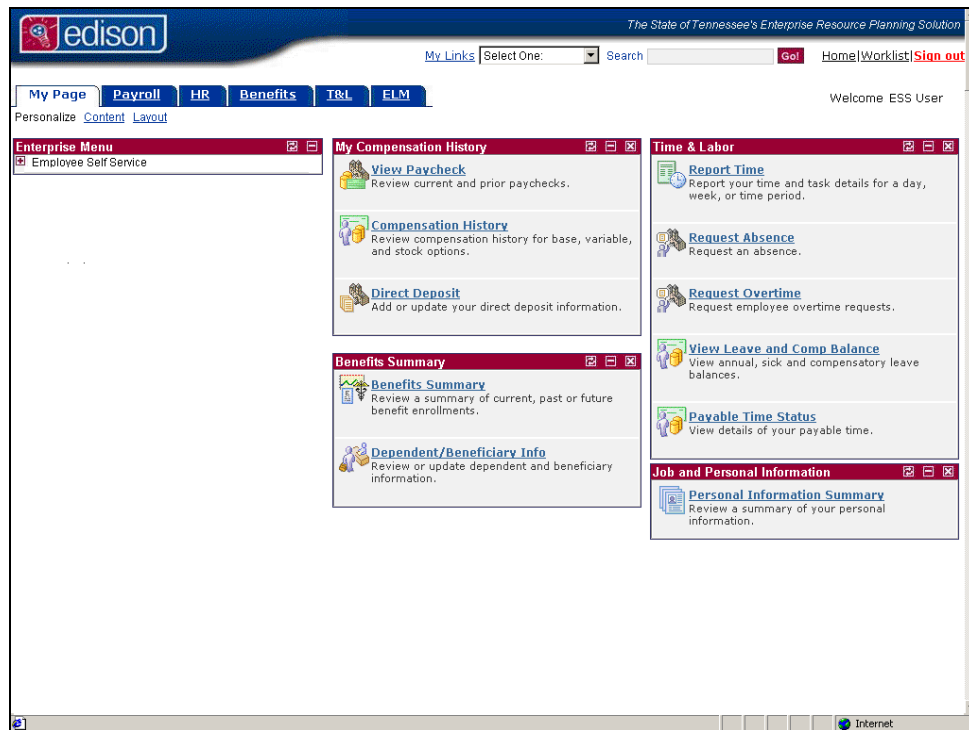 edison
The State of Tennessee's Enterprise Resource Planning Solution
My Links Select One: Search Go! Home|Worklist|Sign out
My Page Payroll HR Benefits T&L ELM
Welcome ESS User
Personalize Content Layout
Enterprise Menu
Employee Self Service
My Compensation History
View Paycheck
Review current and prior paychecks.
Compensation History
Review compensation history for base, variable,
and stock options.
Direct Deposit
Add or update your direct deposit information.
Benefits Summary
Benefits Summary
Review a summary of current, past or future
benefit enrollments.
Dependent/Beneficiary Info
Review or update dependent and beneficiary
information.
Time & Labor
Report Time
Report your time and task details for a day,
week, or time period.
Request Absence
Request an absence.
Request Overtime
Request employee overtime requests.
View Leave and Comp Balance
View annual, sick and compensatory leave
balances.
Payable Time Status
View details of your payable time.
Job and Personal Information
Personal Information Summary
Review a summary of your personal
information.
Internet